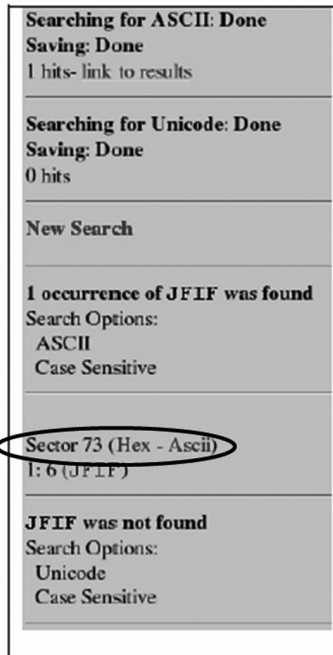 Searching for ASCII: Done
Saving: Done
1 hits- link to results
Searching for Unicode: Done
Saving: Done
0 hits
New Search
1 occurrence of JFIF was found
Search Options:
ASCII
Case Sensitive
Sector 73 (Hex - Ascii)
1: 6 (JFIF)
JFIF was not found
Search Options:
Unicode
Case Sensitive